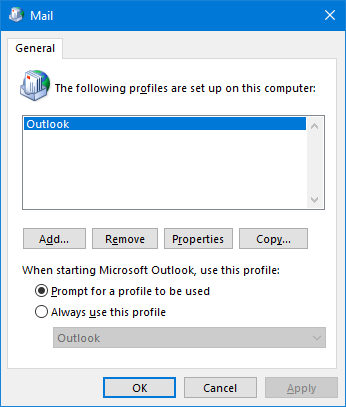 Mail
General
The following profiles are set up on this computer:
Outlook
Add... Remove Properties Copy...
When starting Microsoft Outlook, use this profile:
Prompt for a profile to be used
Always use this profile
Outlook
OK Cancel Apply